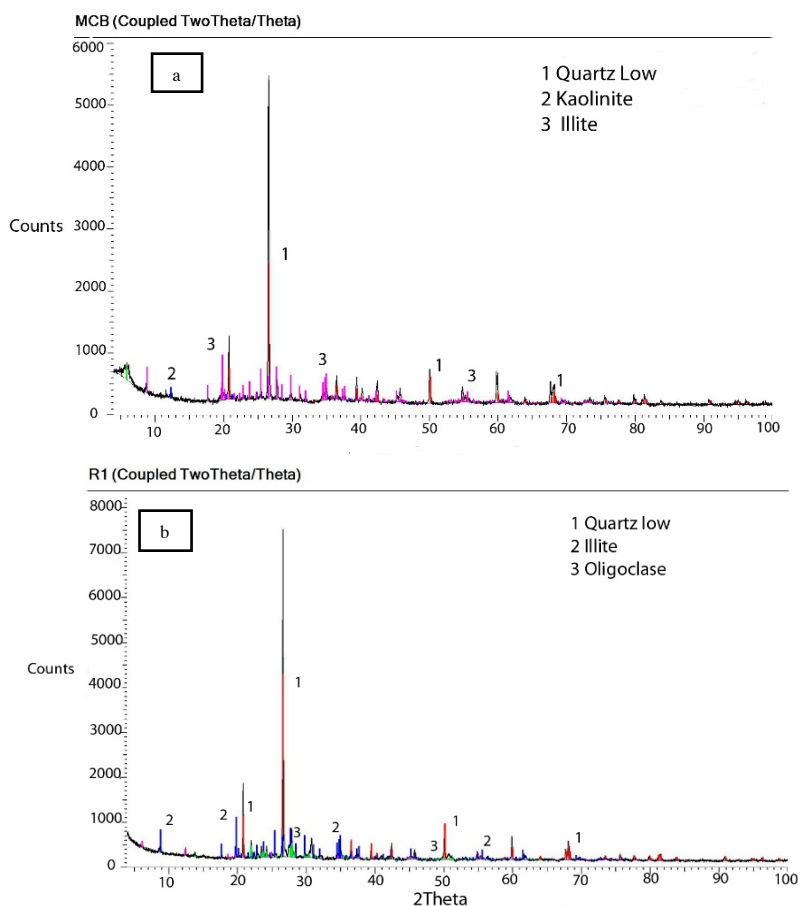 MCB (Coupled TwoTheta/Theta)
6000
a
1 Quartz Low
2 Kaolinite
3 Illite
5000
4000
Counts
3000
2000
1000
0
1
3
2
3
1
3
1
10 20 30 40 50 60 70 80 90 100
R1 (Coupled TwoTheta/Theta)
8000
b
1 Quartz low
2 Illite
3 Oligoclase
7000
6000
5000
Counts
4000
3000
2000
1000
0
1
2
2
1
3
2
3
1
2
1
10 20 30 40 50 60 70 80 90 100
2Theta